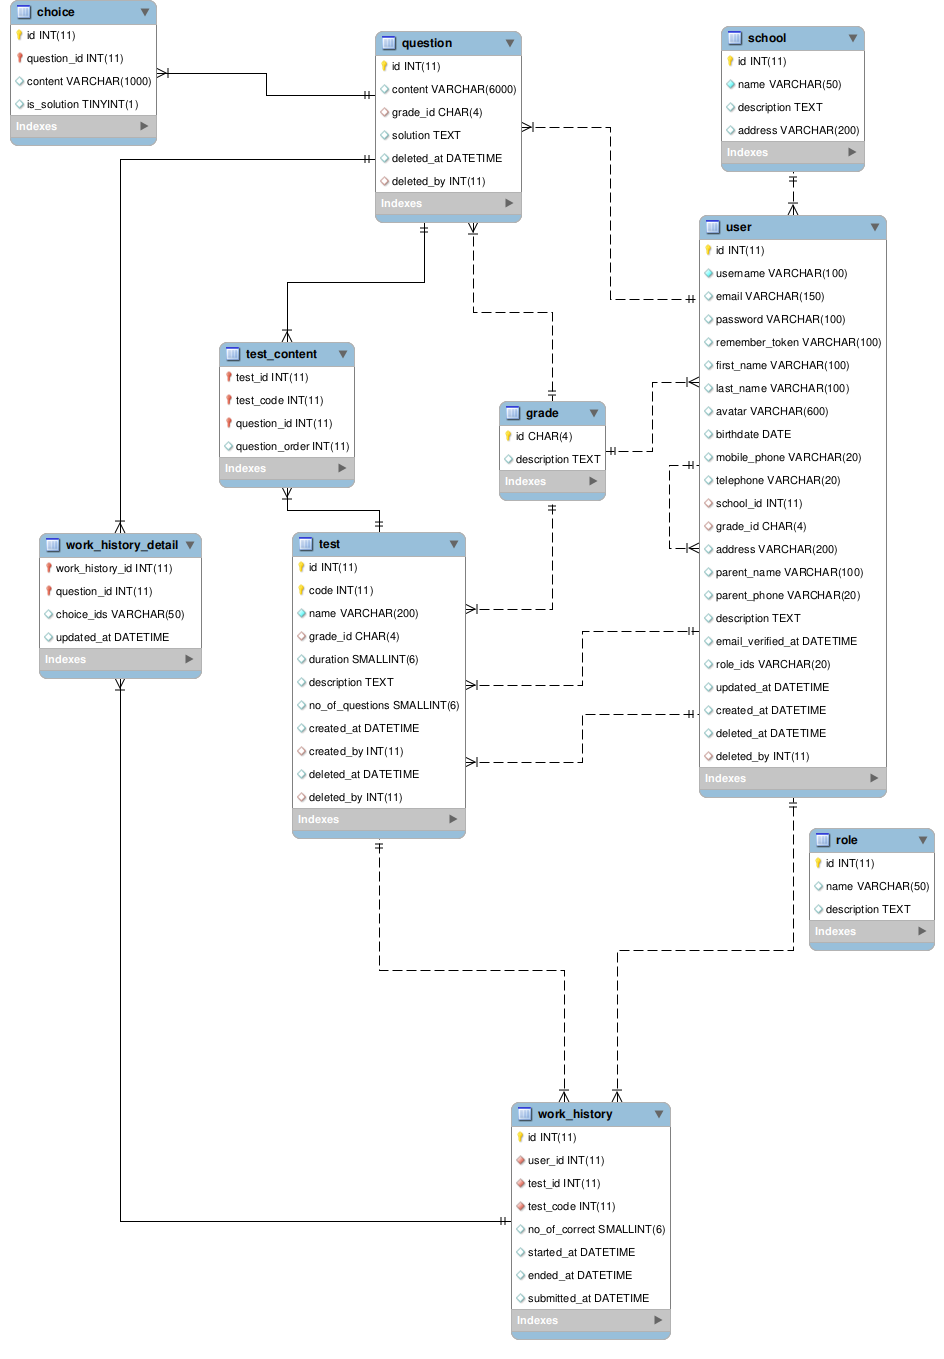 choice
id INT(11)
question_id INT(11)
content VARCHAR(1000)
is_solution TINYINT(1)
Indexes
question
id INT(11)
content VARCHAR(6000)
grade_id CHAR(4)
solution TEXT
deleted_at DATETIME
deleted_by INT(11)
Indexes
school
id INT(11)
name VARCHAR(50)
description TEXT
address VARCHAR(200)
Indexes
user
id INT(11)
username VARCHAR(100)
email VARCHAR(150)
password VARCHAR(100)
remember_token VARCHAR(100)
first_name VARCHAR(100)
last_name VARCHAR(100)
avatar VARCHAR(600)
birthdate DATE
mobile_phone VARCHAR(20)
telephone VARCHAR(20)
school_id INT(11)
grade_id CHAR(4)
address VARCHAR(200)
parent_name VARCHAR(100)
parent_phone VARCHAR(20)
description TEXT
email_verified_at DATETIME
role_ids VARCHAR(20)
updated_at DATETIME
created_at DATETIME
deleted_at DATETIME
deleted_by INT(11)
Indexes
test_content
test_id INT(11)
test_code INT(11)
question_id INT(11)
question_order INT(11)
Indexes
grade
id CHAR(4)
description TEXT
Indexes
work_history_detail
work_history_id INT(11)
question_id INT(11)
choice_ids VARCHAR(50)
updated_at DATETIME
Indexes
test
id INT(11)
code INT(11)
name VARCHAR(200)
grade_id CHAR(4)
duration SMALLINT(6)
description TEXT
no_of_questions SMALLINT(6)
created_at DATETIME
created_by INT(11)
deleted_at DATETIME
deleted_by INT(11)
Indexes
role
id INT(11)
name VARCHAR(50)
description TEXT
Indexes
work_history
id INT(11)
user_id INT(11)
test_id INT(11)
test_code INT(11)
no_of_correct SMALLINT(6)
started_at DATETIME
ended_at DATETIME
submitted_at DATETIME
Indexes